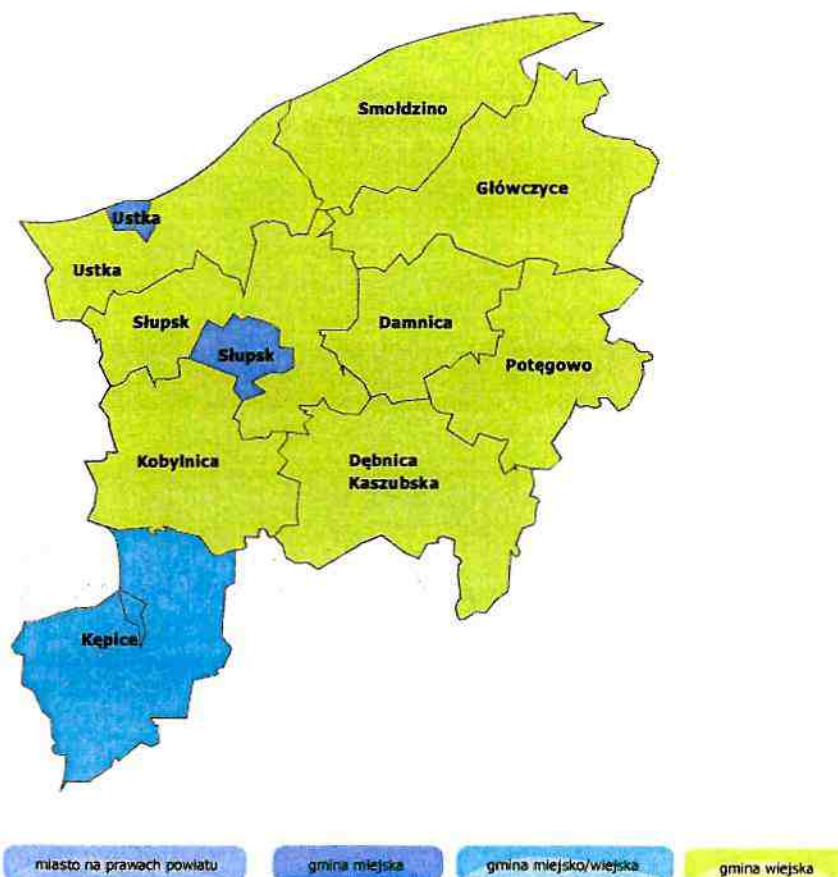 Smołdzino
Główczyce
Ustka
Ustka
Słupsk
Damnica
Słupsk
Potęgowo
Kobylnica
Dębnica
Kaszubska
Kępice
miasto na prawach powiatu
gmina miejska
gmina miejsko/wiejska
gmina wiejska